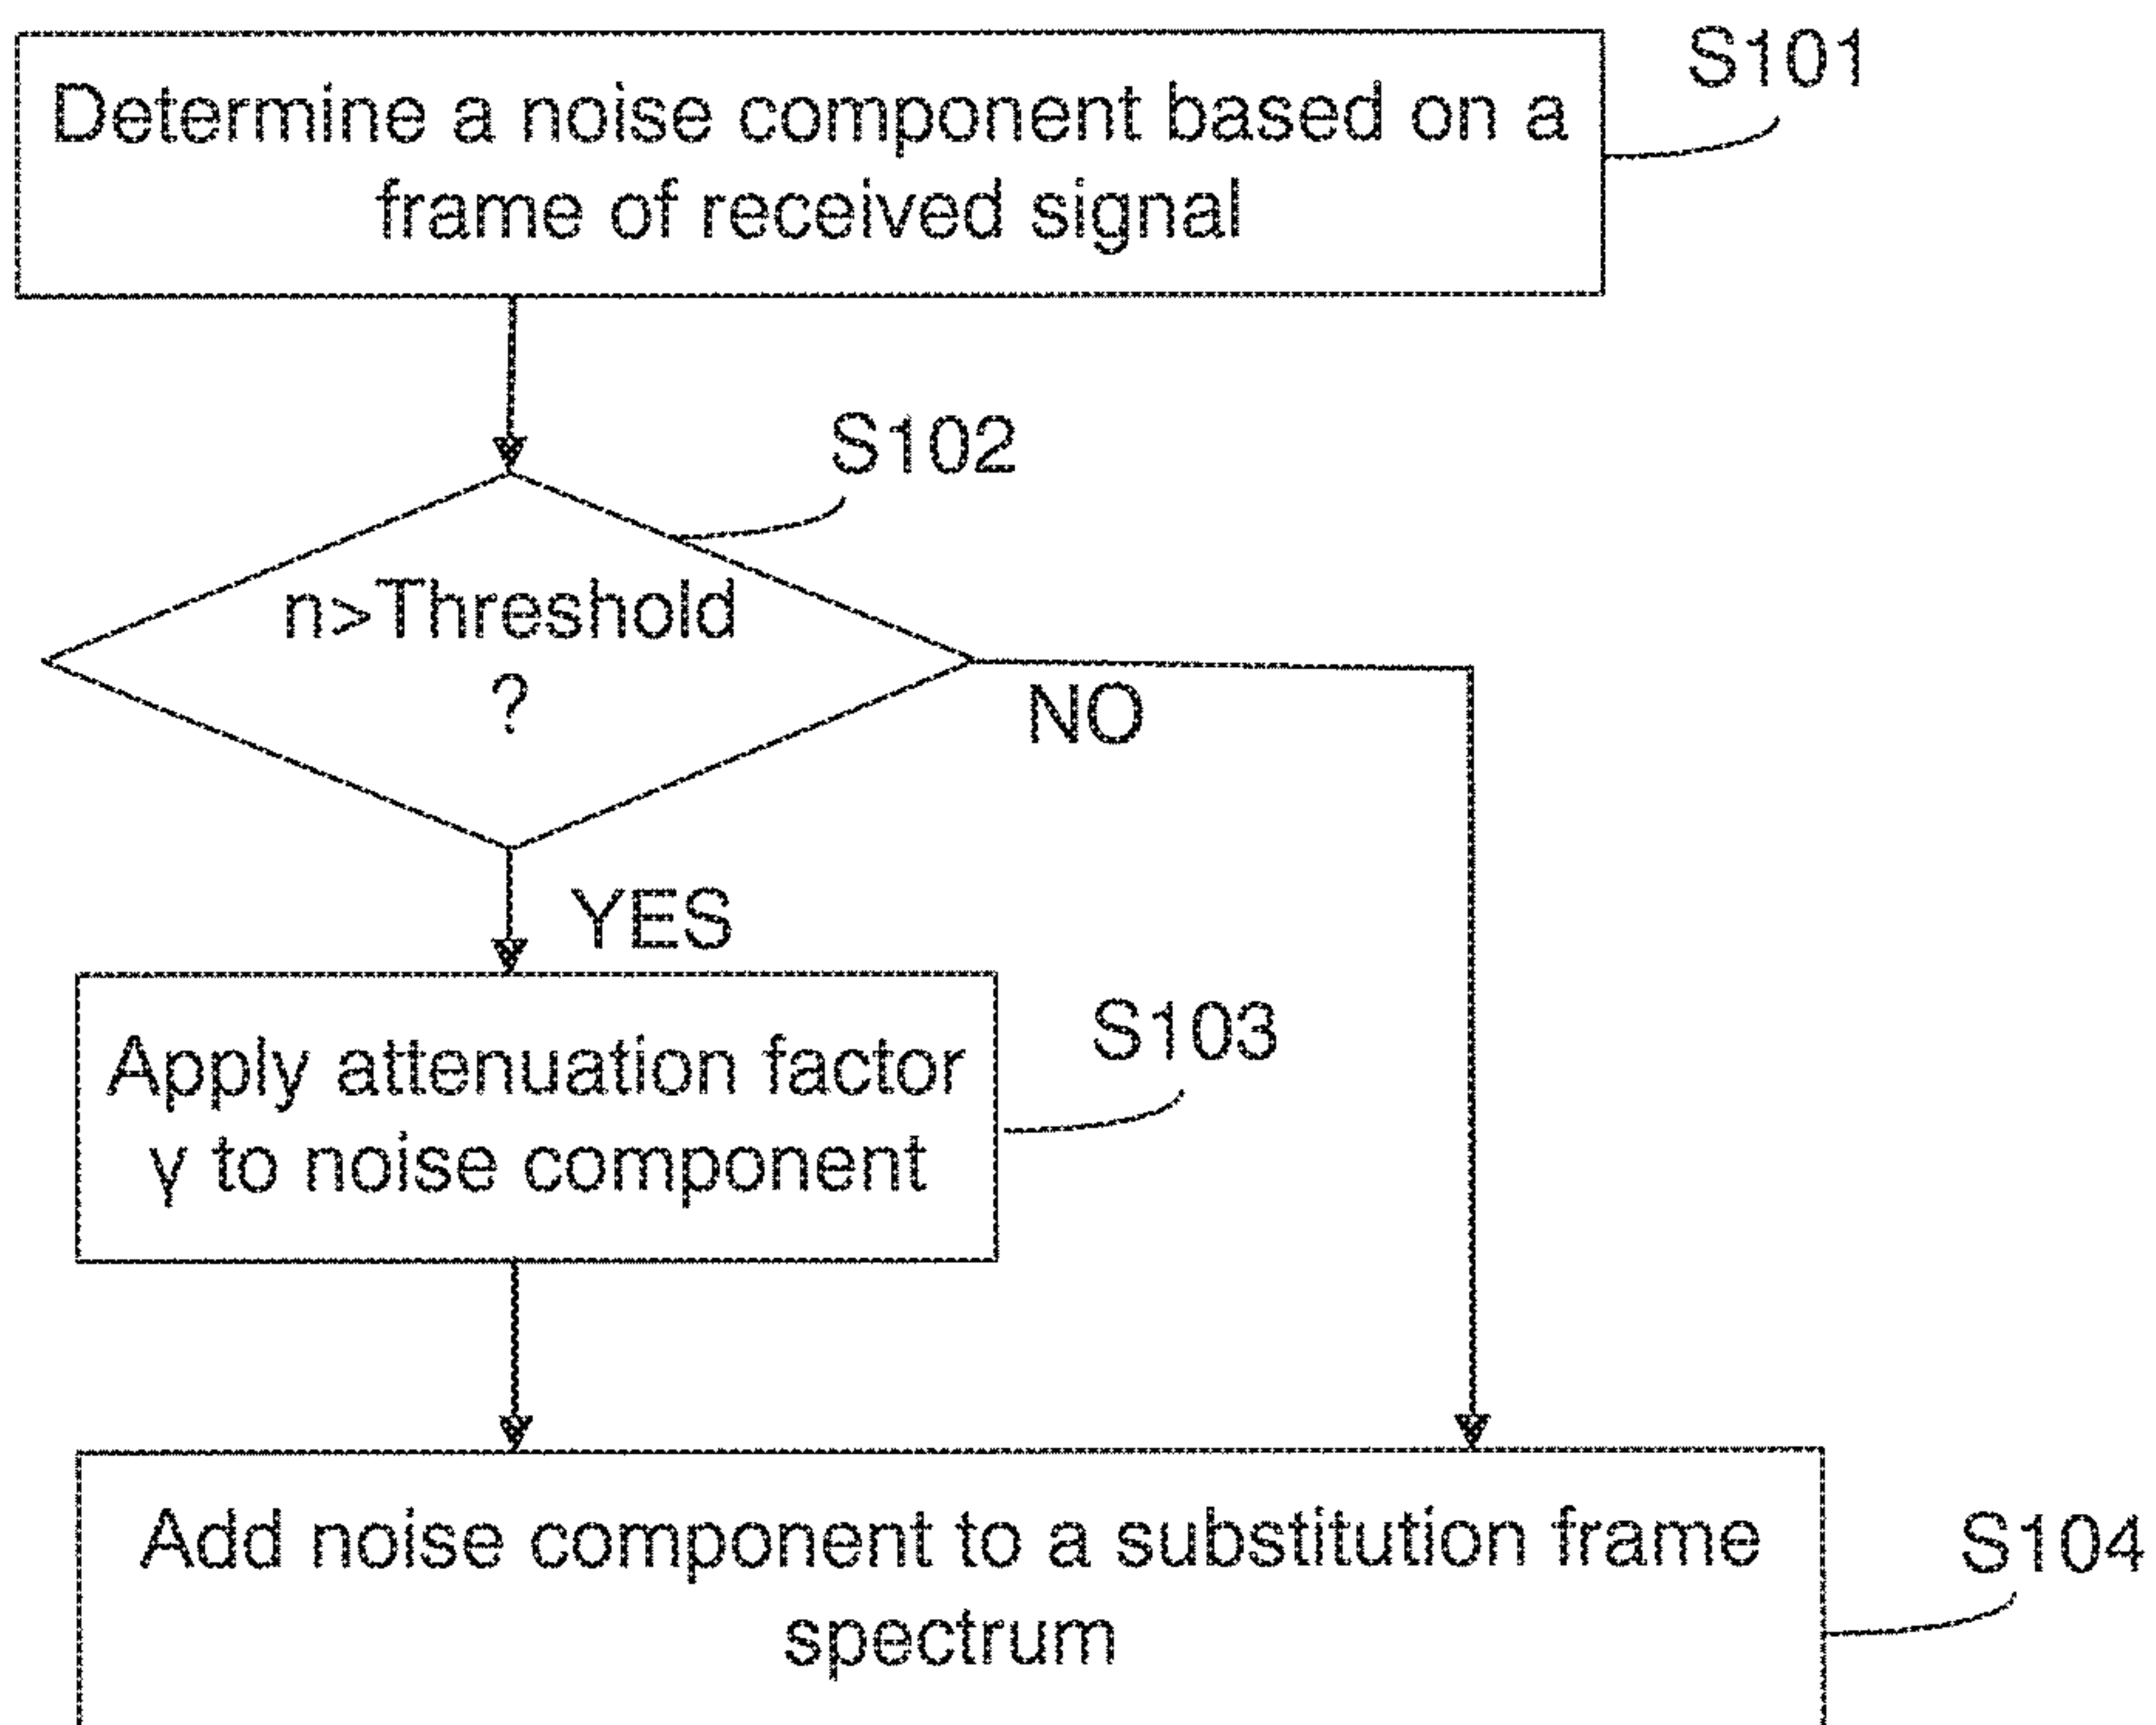 S101
Determine a noise component based on a
frame of received signal
S102
n>Threshold
?
NO
YES
S103
Apply attenuation factor
γ to noise component
Add noise component to a substitution frame
spectrum
S104